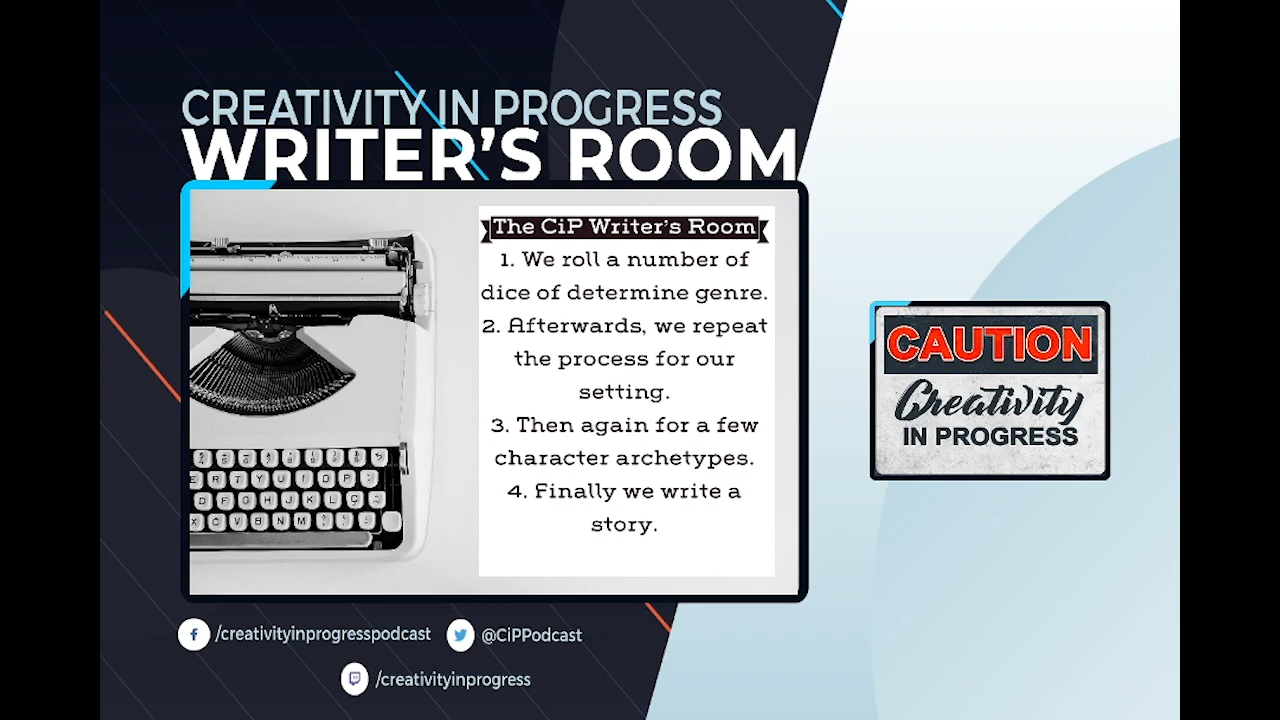 CREATIVITY IN PROGRESS
WRITER'S ROOM
The CiP Writer's Room
1. We roll a number of
dice of determine genre.
2. Afterwards, we repeat
the process for our
setting.
3. Then again for a few
character archetypes.
4. Finally we write a
story.
CAUTION
Creativity
IN PROGRESS
/creativityinprogresspodcast
@CiPPodcast
/creativityinprogress